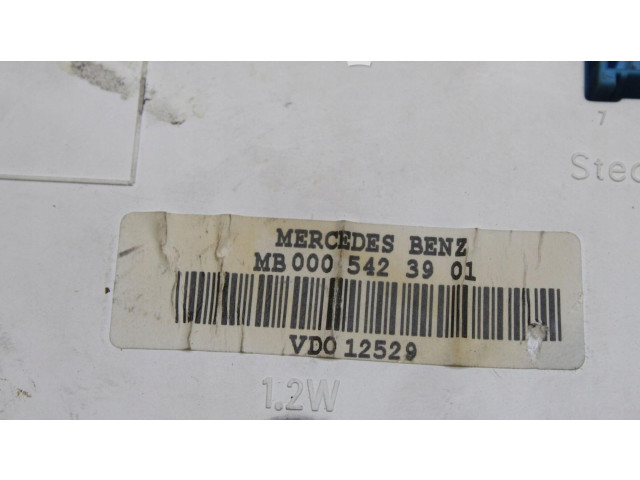 7
Stec
MERCEDES BENZ
MB 000 542 39 01
VDO 12529
1.2W